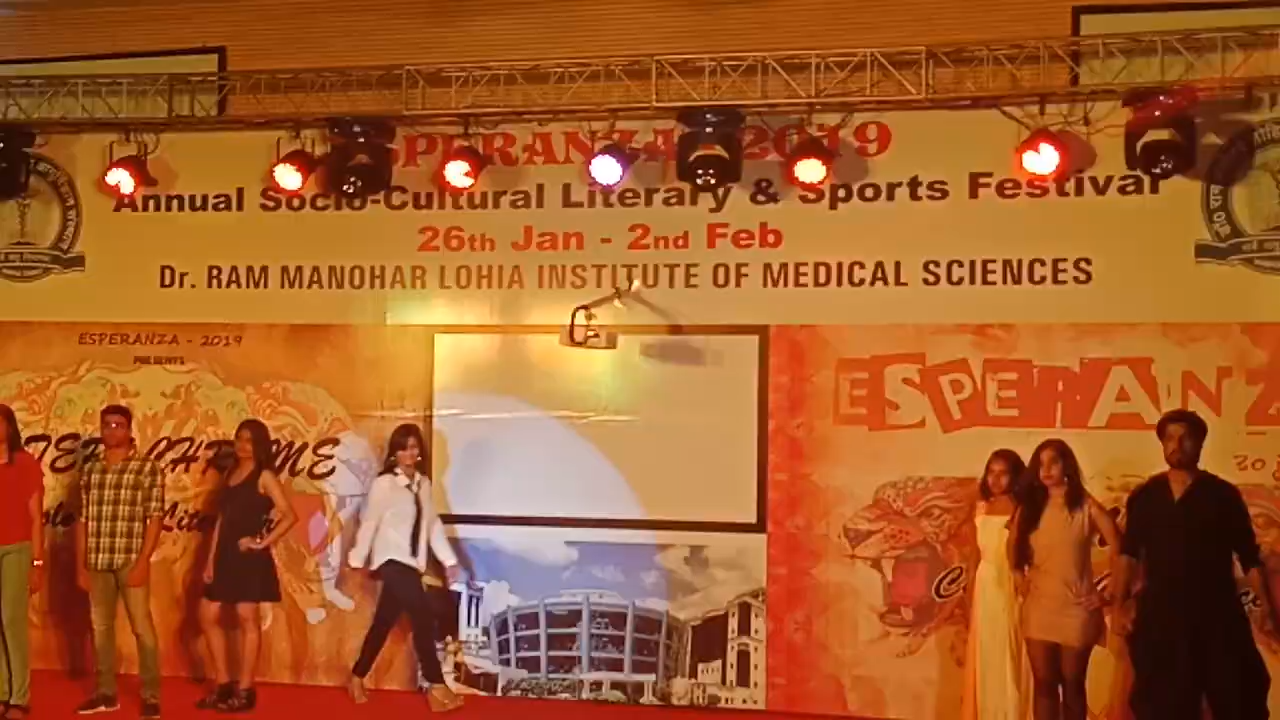 ESPERANZA 2019
Annual Socio-Cultural Literary & Sports Festival
26th Jan - 2nd Feb
Dr. RAM MANOHAR LOHIA INSTITUTE OF MEDICAL SCIENCES
ESPERANZA - 2019
PRESENTS
ESPERANZ